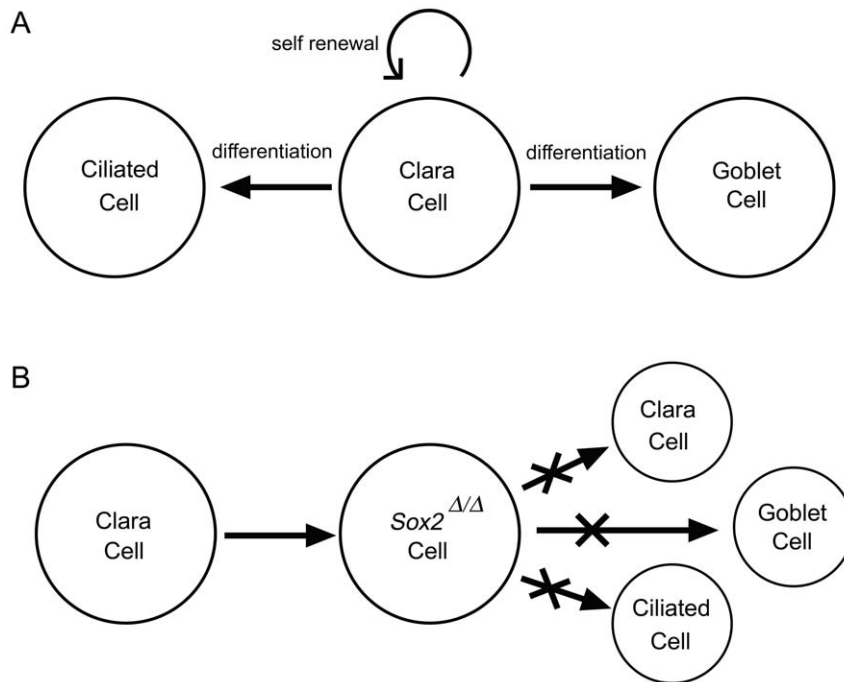 A
self renewal
Ciliated
Cell
differentiation
Clara
Cell
differentiation
Goblet
Cell
B
Clara
Cell
Sox2 Δ/Δ
Cell
Clara
Cell
Goblet
Cell
Ciliated
Cell